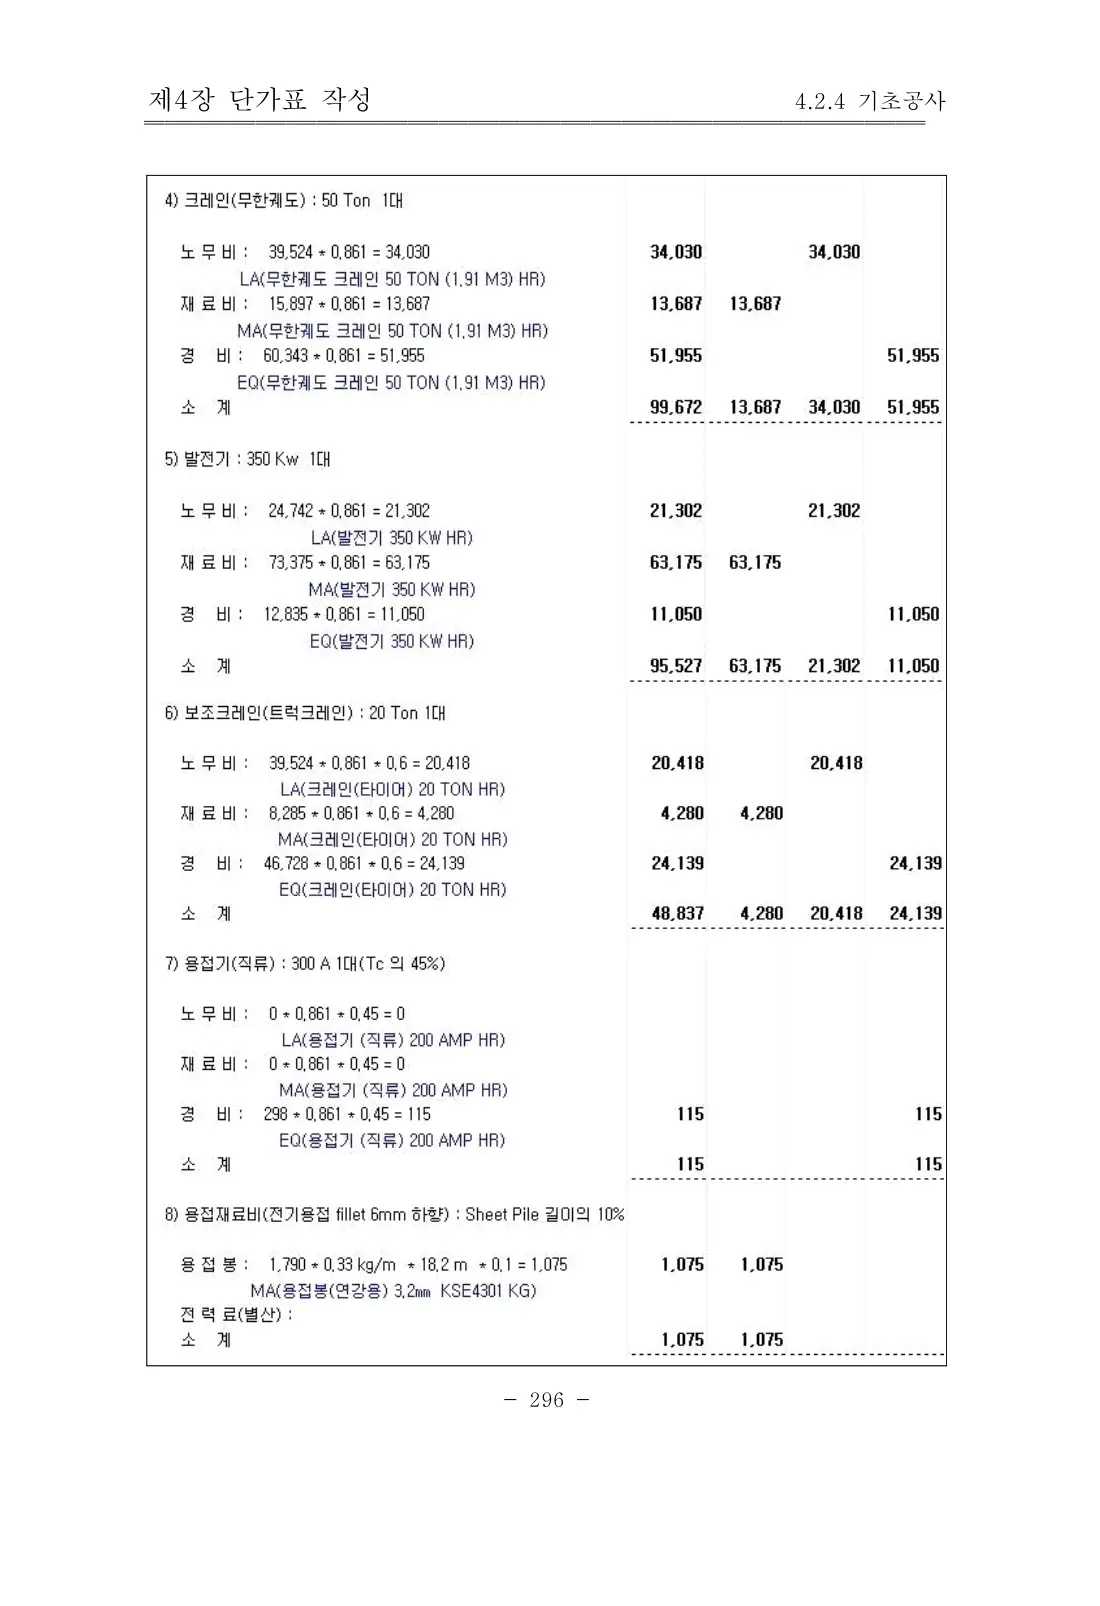 제4장 단가표 작성 4.2.4 기초공사
4) 크레인(무한궤도) : 50 Ton 1대
노 무 비 : 39,524 * 0.861 = 34,030 34,030 34,030
LA(무한궤도 크레인 50 TON (1.91 M3) HR)
재 료 비 : 15,897 * 0.861 = 13,687 13,687 13,687
MA(무한궤도 크레인 50 TON (1.91 M3) HR)
경 비 : 60,343 * 0.861 = 51,955 51,955 51,955
EQ(무한궤도 크레인 50 TON (1.91 M3) HR)
소 계 99,672 13,687 34,030 51,955
5) 발전기 : 350 Kw 1대
노 무 비 : 24,742 * 0.861 = 21,302 21,302 21,302
LA(발전기 350 KW HR)
재 료 비 : 73,375 * 0.861 = 63,175 63,175 63,175
MA(발전기 350 KW HR)
경 비 : 12,835 * 0.861 = 11,050 11,050 11,050
EQ(발전기 350 KW HR)
소 계 95,527 63,175 21,302 11,050
6) 보조크레인(트럭크레인) : 20 Ton 1대
노 무 비 : 39,524 * 0.861 * 0.6 = 20,418 20,418 20,418
LA(크레인(타이어) 20 TON HR)
재 료 비 : 8,285 * 0.861 * 0.6 = 4,280 4,280 4,280
MA(크레인(타이어) 20 TON HR)
경 비 : 46,728 * 0.861 * 0.6 = 24,139 24,139 24,139
EQ(크레인(타이어) 20 TON HR)
소 계 48,837 4,280 20,418 24,139
7) 용접기(직류) : 300 A 1대(Tc 의 45%)
노 무 비 : 0 * 0.861 * 0.45 = 0
LA(용접기 (직류) 200 AMP HR)
재 료 비 : 0 * 0.861 * 0.45 = 0
MA(용접기 (직류) 200 AMP HR)
경 비 : 298 * 0.861 * 0.45 = 115 115 115
EQ(용접기 (직류) 200 AMP HR)
소 계 115 115
8) 용접재료비(전기용접 fillet 6mm 하향) : Sheet Pile 길이의 10%
용 접 봉 : 1,790 * 0.33 kg/m * 18.2 m * 0.1 = 1,075 1,075 1,075
MA(용접봉(연강용) 3.2㎜ KSE4301 KG)
전 력 료(별산) :
소 계 1,075 1,075
- 296 -